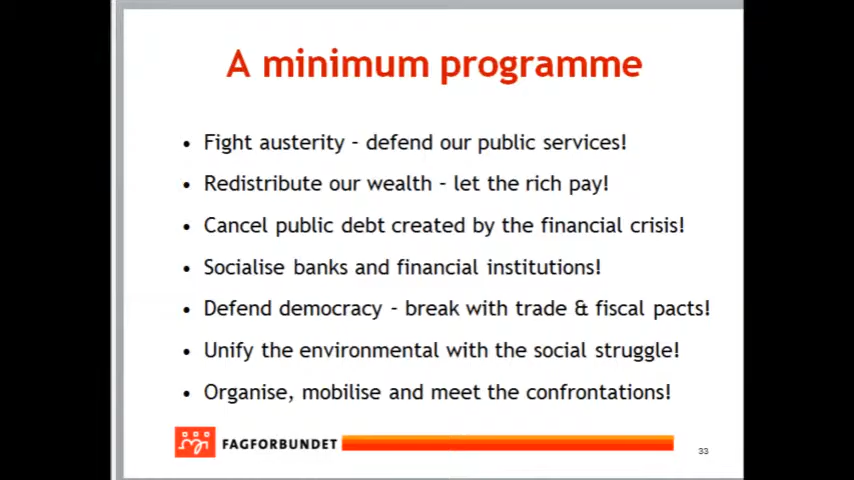 A minimum programme
• Fight austerity - defend our public services!
• Redistribute our wealth - let the rich pay!
• Cancel public debt created by the financial crisis!
• Socialise banks and financial institutions!
• Defend democracy - break with trade & fiscal pacts!
• Unify the environmental with the social struggle!
• Organise, mobilise and meet the confrontations!
FAGFORBUNDET
33